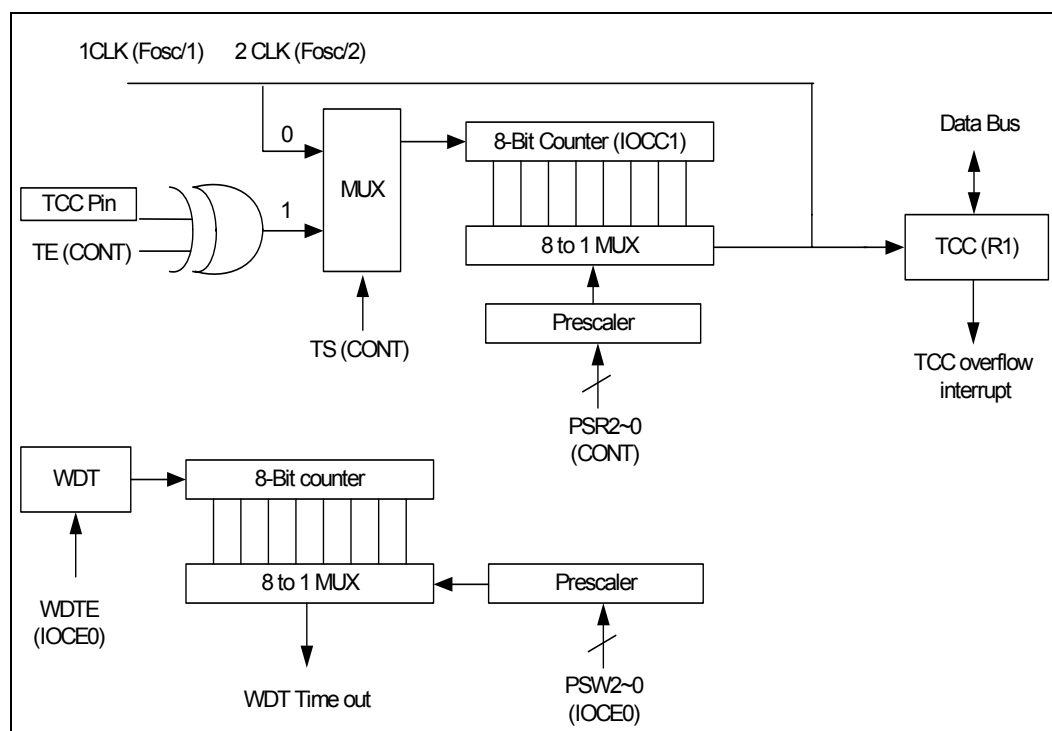 1CLK (Fosc/1) 2 CLK (Fosc/2)
0
8-Bit Counter (IOCC1)
Data Bus
MUX
TCC Pin
1
TE (CONT)
8 to 1 MUX
TCC (R1)
Prescaler
TS (CONT)
TCC overflow
interrupt
PSR2~0
(CONT)
WDT
8-Bit counter
8 to 1 MUX
Prescaler
WDTE
(IOCE0)
WDT Time out
PSW2~0
(IOCE0)